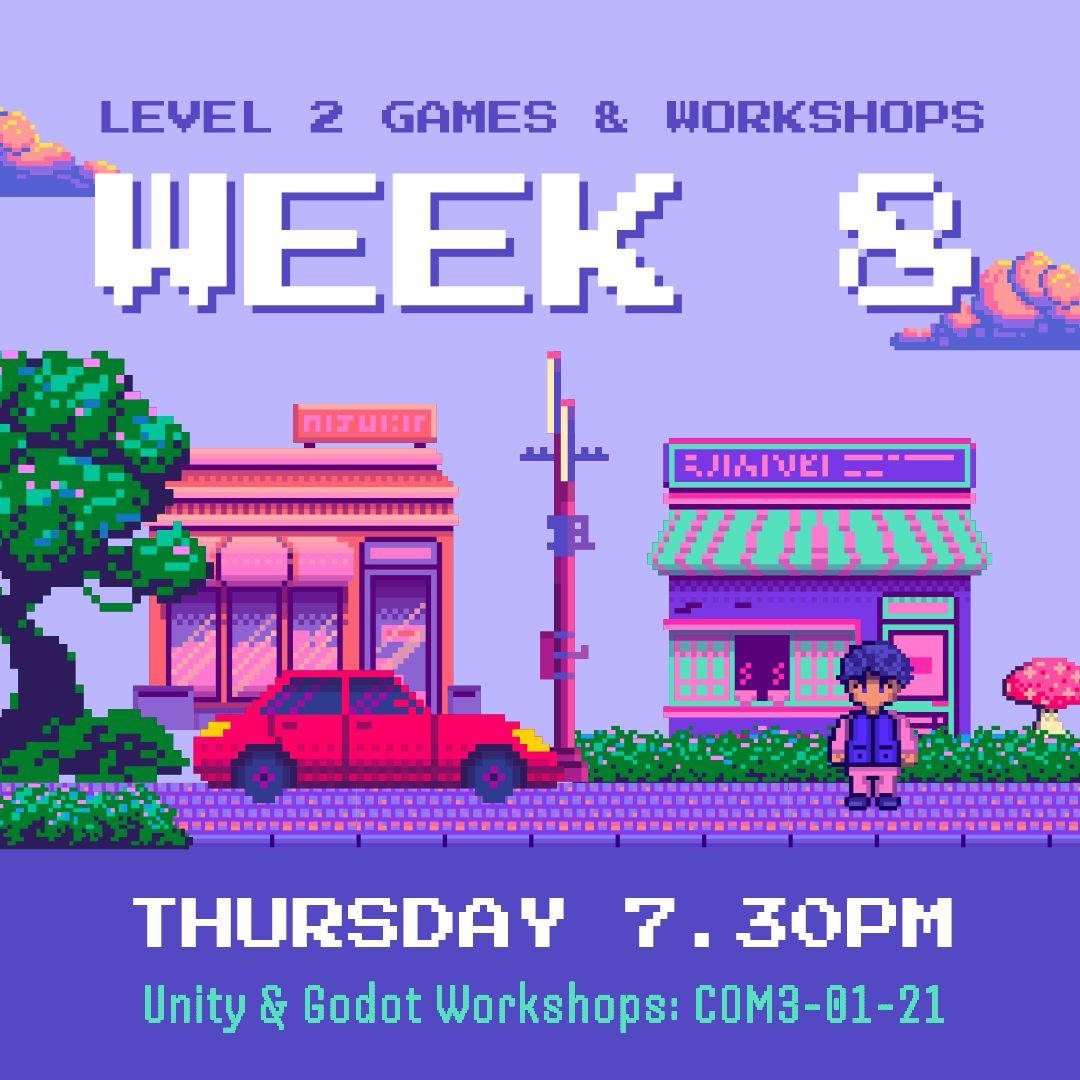 LEVEL 2 GAMES & WORKSHOPS
WEEK 8
THURSDAY 7.30PM
Unity & Godot Workshops: COM3-01-21